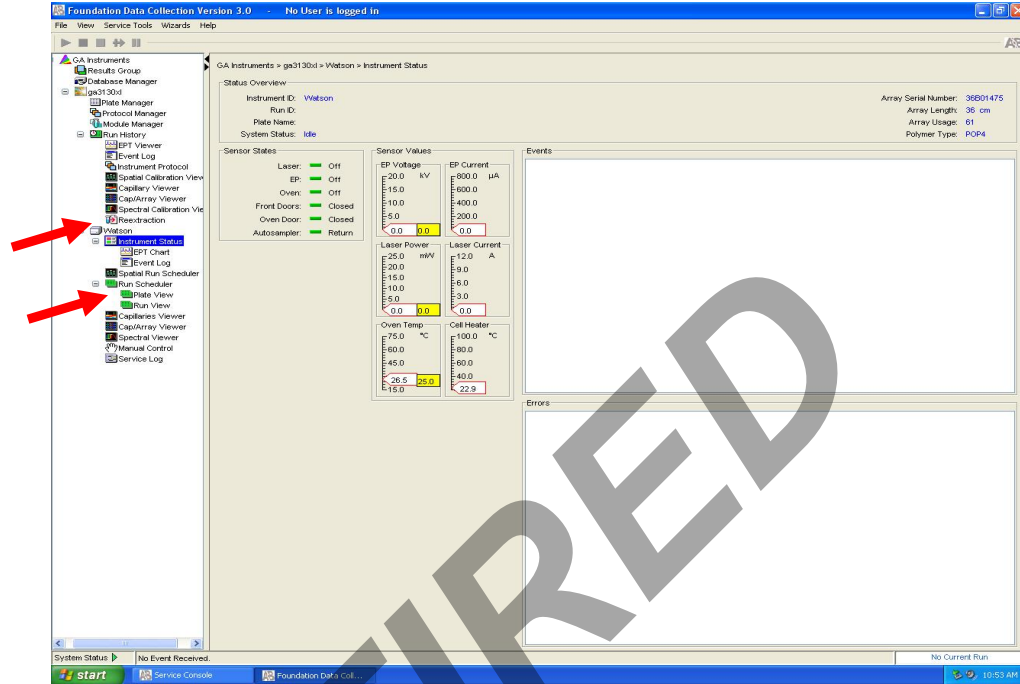 Foundation Data Collection Version 3.0 - No User is logged in
File View Service Tools Wizards Help
GA Instruments
Results Group
Database Manager
ga3130xl
Plate Manager
Protocol Manager
Module Manager
Run History
EPT Viewer
Event Log
Instrument Protocol
Spatial Calibration View
Capillary Viewer
Cap/Array Viewer
Spectral Calibration Vie
Reextraction
Watson
Instrument Status
EPT Chart
Event Log
Spatial Run Scheduler
Run Scheduler
Plate View
Run View
Capillaries Viewer
Cap/Array Viewer
Spectral Viewer
Manual Control
Service Log
GA Instruments > ga3130xl > Watson > Instrument Status
Status Overview
Instrument ID: Watson
Run ID:
Plate Name:
System Status: Idle
Array Serial Number: 36B01475
Array Length: 36 cm
Array Usage: 61
Polymer Type: POP4
Sensor States
Laser: Off
EP: Off
Oven: Off
Front Doors: Closed
Oven Door: Closed
Autosampler: Return
Sensor Values
EP Voltage
20.0 kV
15.0
10.0
5.0
0.0 0.0
EP Current
800.0 µA
600.0
400.0
200.0
0.0
Laser Power
25.0 mW
20.0
15.0
10.0
5.0
0.0 0.0
Laser Current
12.0 A
9.0
6.0
3.0
0.0
Oven Temp
75.0 °C
60.0
45.0
26.5 25.0
15.0
Cell Heater
100.0 °C
80.0
60.0
40.0
22.9
Events
Errors
System Status No Event Received.
No Current Run
start
Service Console
Foundation Data Coll...
10:53 AM